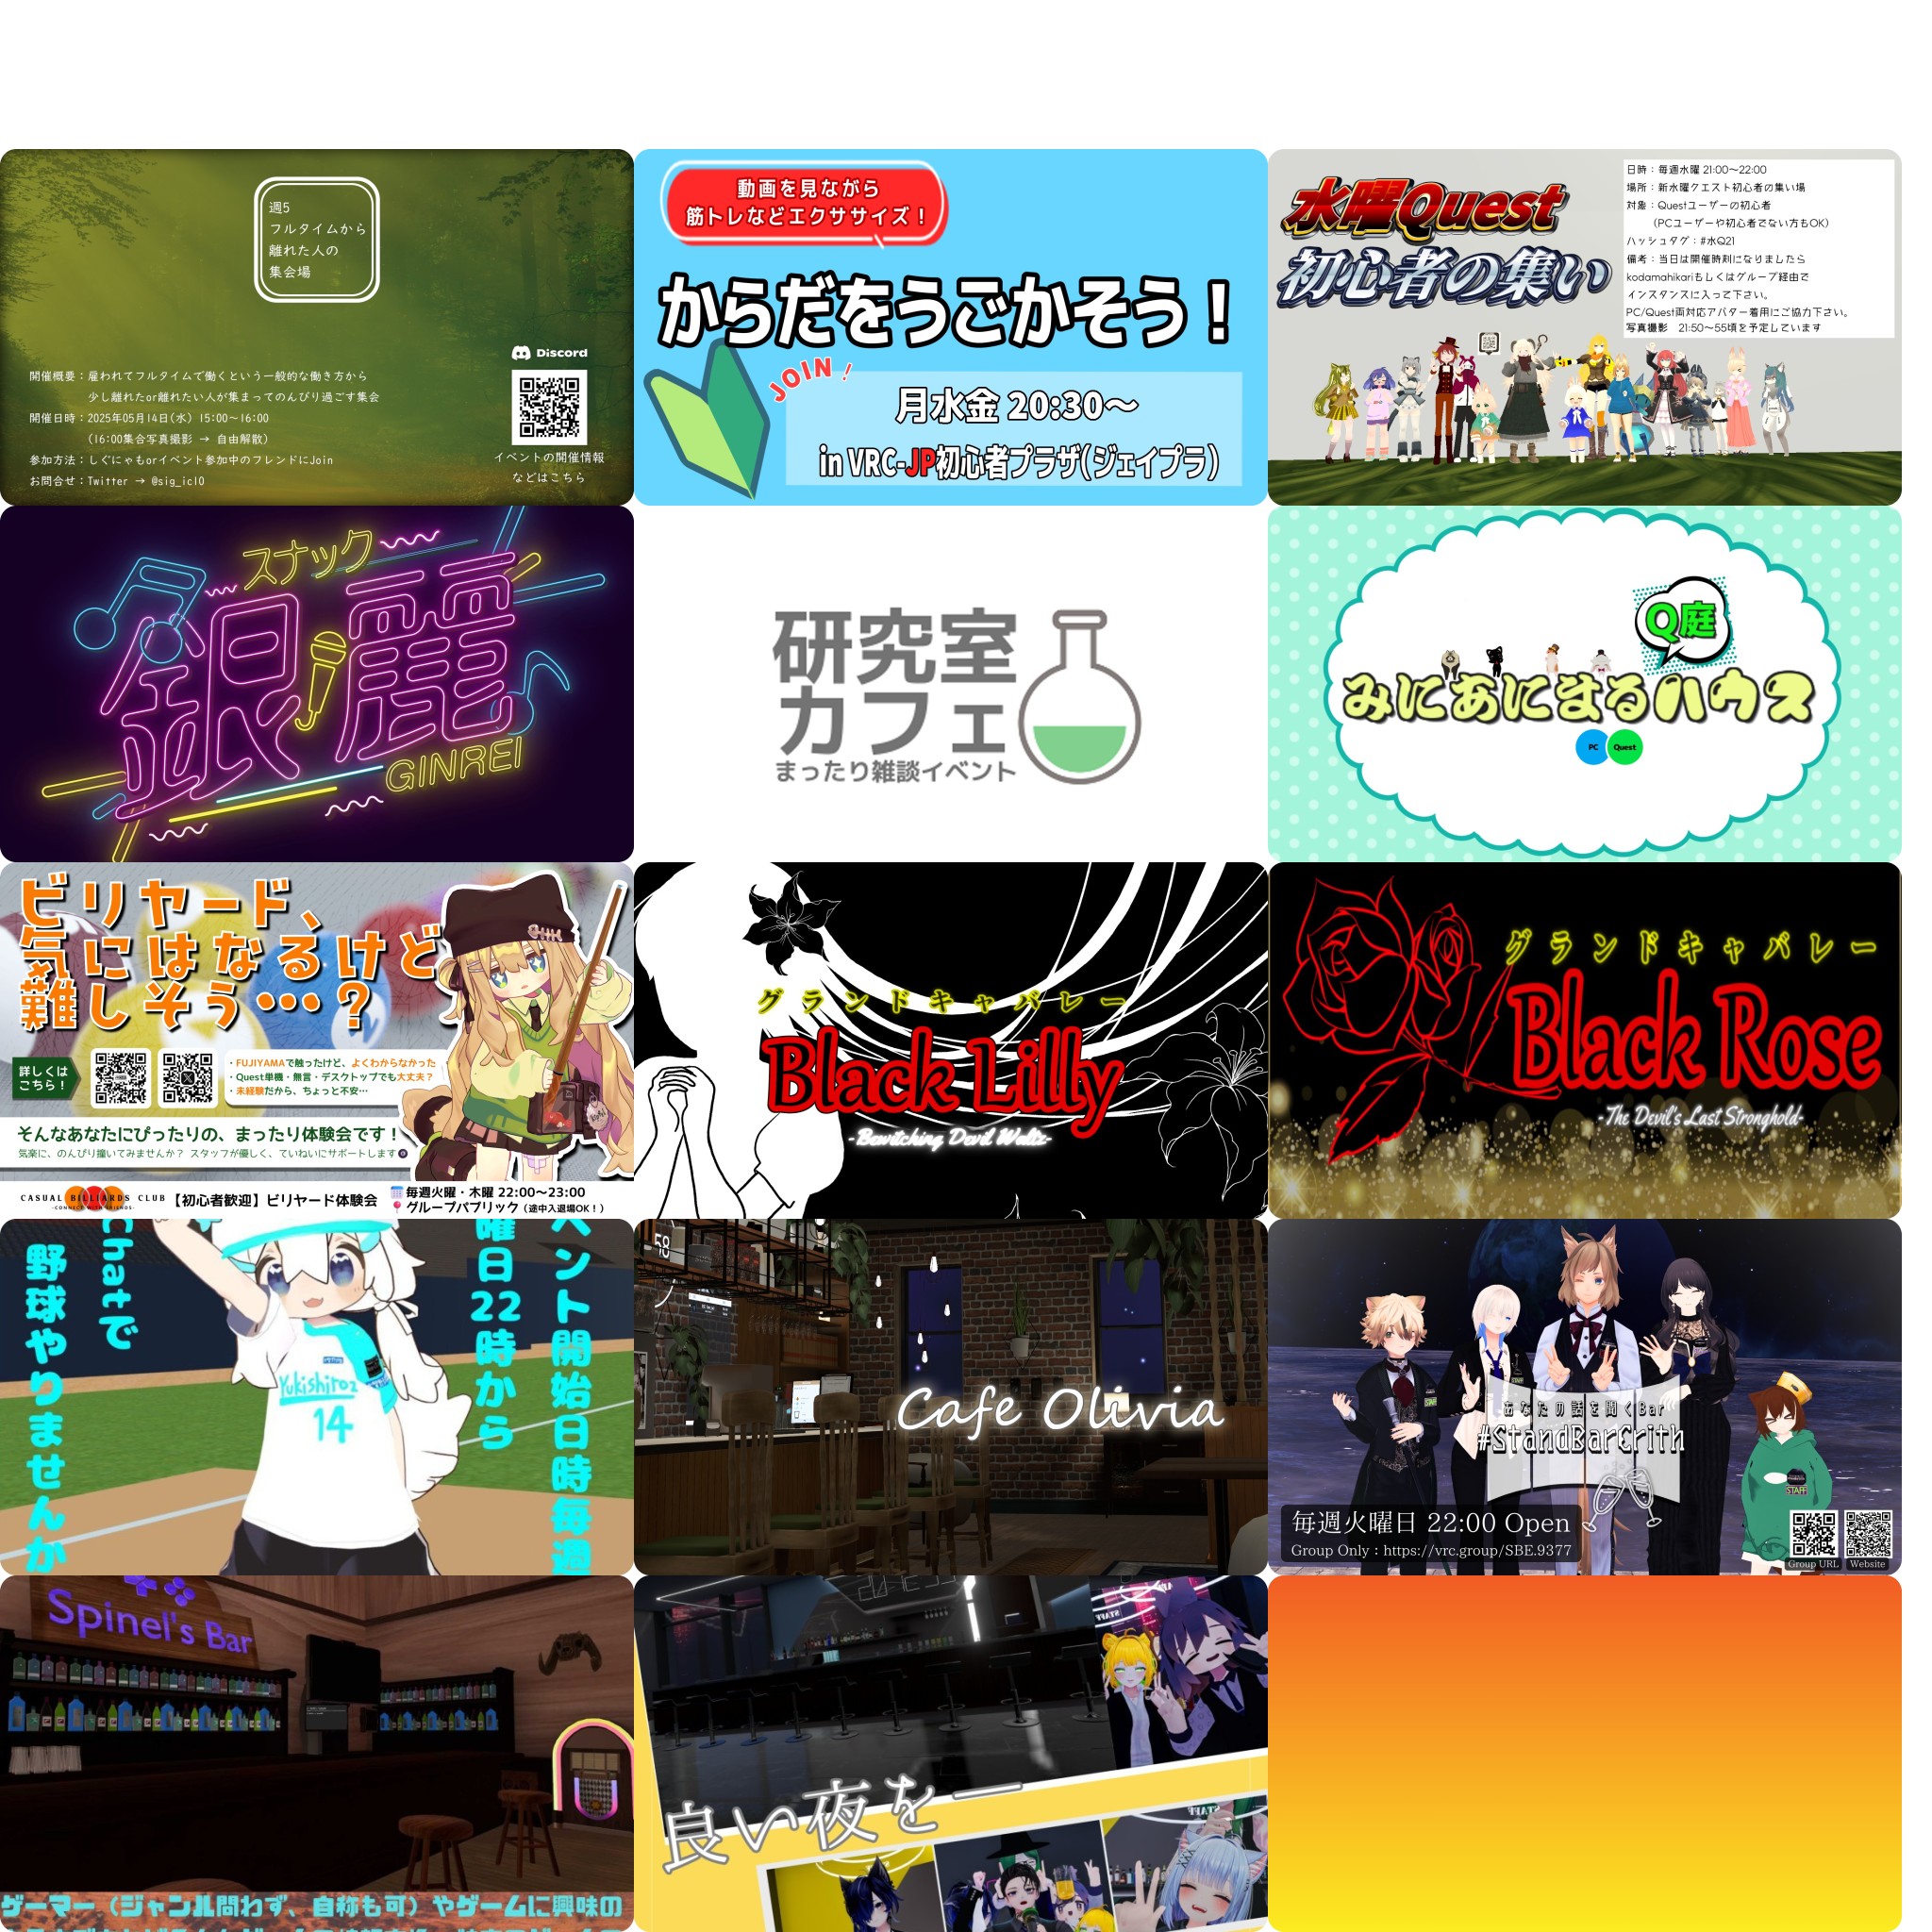 週5
フルタイムから
離れた人の
集会場
Discord
開催概要：雇われてフルタイムで働くという一般的な働き方から
少し離れたor離れたい人が集まってのんびり過ごす集会
開催日時：2025年05月14日(水) 15:00〜16:00
(16:00集合写真撮影 → 自由解散)
参加方法：しぐにゃもorイベント参加中のフレンドにJoin
お問合せ：Twitter → @sig_icl0
イベントの開催情報
などはこちら
動画を見ながら
筋トレなどエクササイズ！
からだをうごかそう！
JOIN！
月水金 20:30〜
in VRC-JP初心者プラザ(ジェイプラ)
水曜Quest
初心者の集い
日時：毎週水曜 21:00〜22:00
場所：新水曜クエスト初心者の集い場
対象：Questユーザーの初心者
（PCユーザーや初心者でない方もOK）
ハッシュタグ：#水Q21
備考：当日は開催時刻になりましたら
kodamahikariもしくはグループ経由で
インスタンスに入って下さい。
PC/Quest両対応アバター着用にご協力下さい。
写真撮影　21:50〜55頃を予定しています
スナック
銀麗
GINREI
研究室
カフェ
まったり雑談イベント
Q庭
みにあにまるハウス
PC
Quest
ビリヤード、
気にはなるけど
難しそう…？
詳しくは
こちら！
・FUJIYAMAで触ったけど、よくわからなかった
・Quest単機・無言・デスクトップでも大丈夫？
・未経験だから、ちょっと不安…
そんなあなたにぴったりの、まったり体験会です！
気楽に、のんびり撞いてみませんか？ スタッフが優しく、ていねいにサポートします
CASUAL BILLIARDS CLUB
-CONNECT WITH FRIENDS-
【初心者歓迎】ビリヤード体験会
毎週火曜・木曜 22:00〜23:00
グループパブリック（途中入退場OK！）
グランドキャバレー
Black Lilly
-Bewitching Devil Waltz-
グランドキャバレー
Black Rose
-The Devil's Last Stronghold-
ベント開始日時毎週
曜日22時から
Chatで
野球やりませんか
Yukishiro2
14
58
Cafe Olivia
あなたの話を聞くBar
#StandBarCrith
STAFF
毎週火曜日 22:00 Open
Group Only : https://vrc.group/SBE.9377
Group URL
Website
Spinel's Bar
ゲーマー（ジャンル問わず、自称も可）やゲームに興味の
STAFF
良い夜を―
STAFF